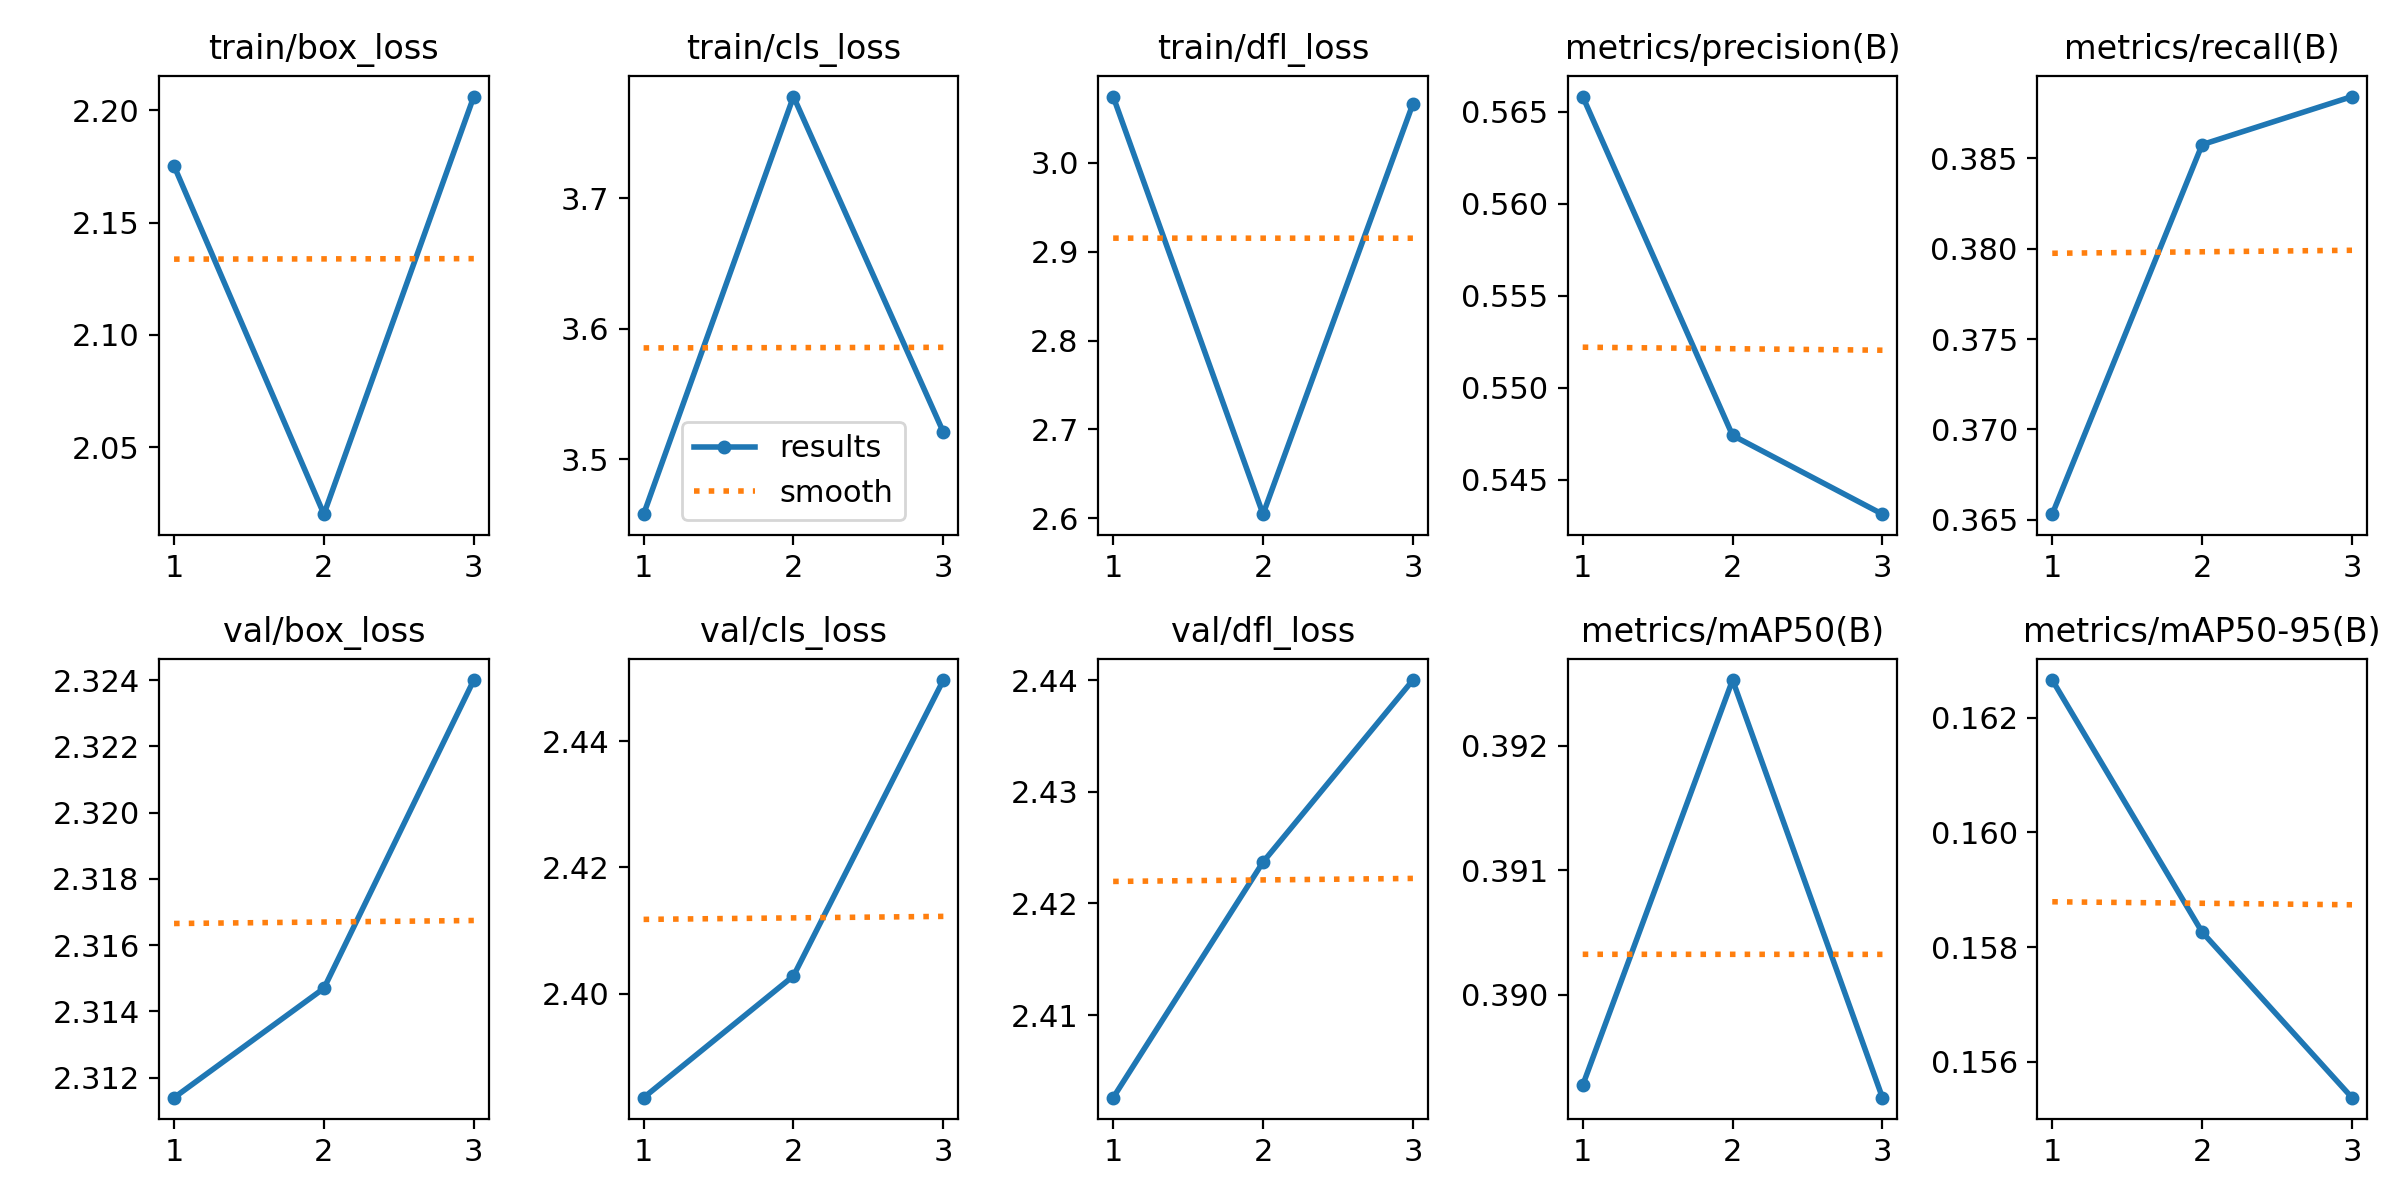 train/box_loss
train/cls_loss
train/dfl_loss
metrics/precision(B)
metrics/recall(B)
2.20
2.15
2.10
2.05
1 2 3
3.7
3.6
3.5
results
smooth
1 2 3
3.0
2.9
2.8
2.7
2.6
1 2 3
0.565
0.560
0.555
0.550
0.545
1 2 3
0.385
0.380
0.375
0.370
0.365
1 2 3
val/box_loss
val/cls_loss
val/dfl_loss
metrics/mAP50(B)
metrics/mAP50-95(B)
2.324
2.322
2.320
2.318
2.316
2.314
2.312
1 2 3
2.44
2.42
2.40
1 2 3
2.44
2.43
2.42
2.41
1 2 3
0.392
0.391
0.390
1 2 3
0.162
0.160
0.158
0.156
1 2 3